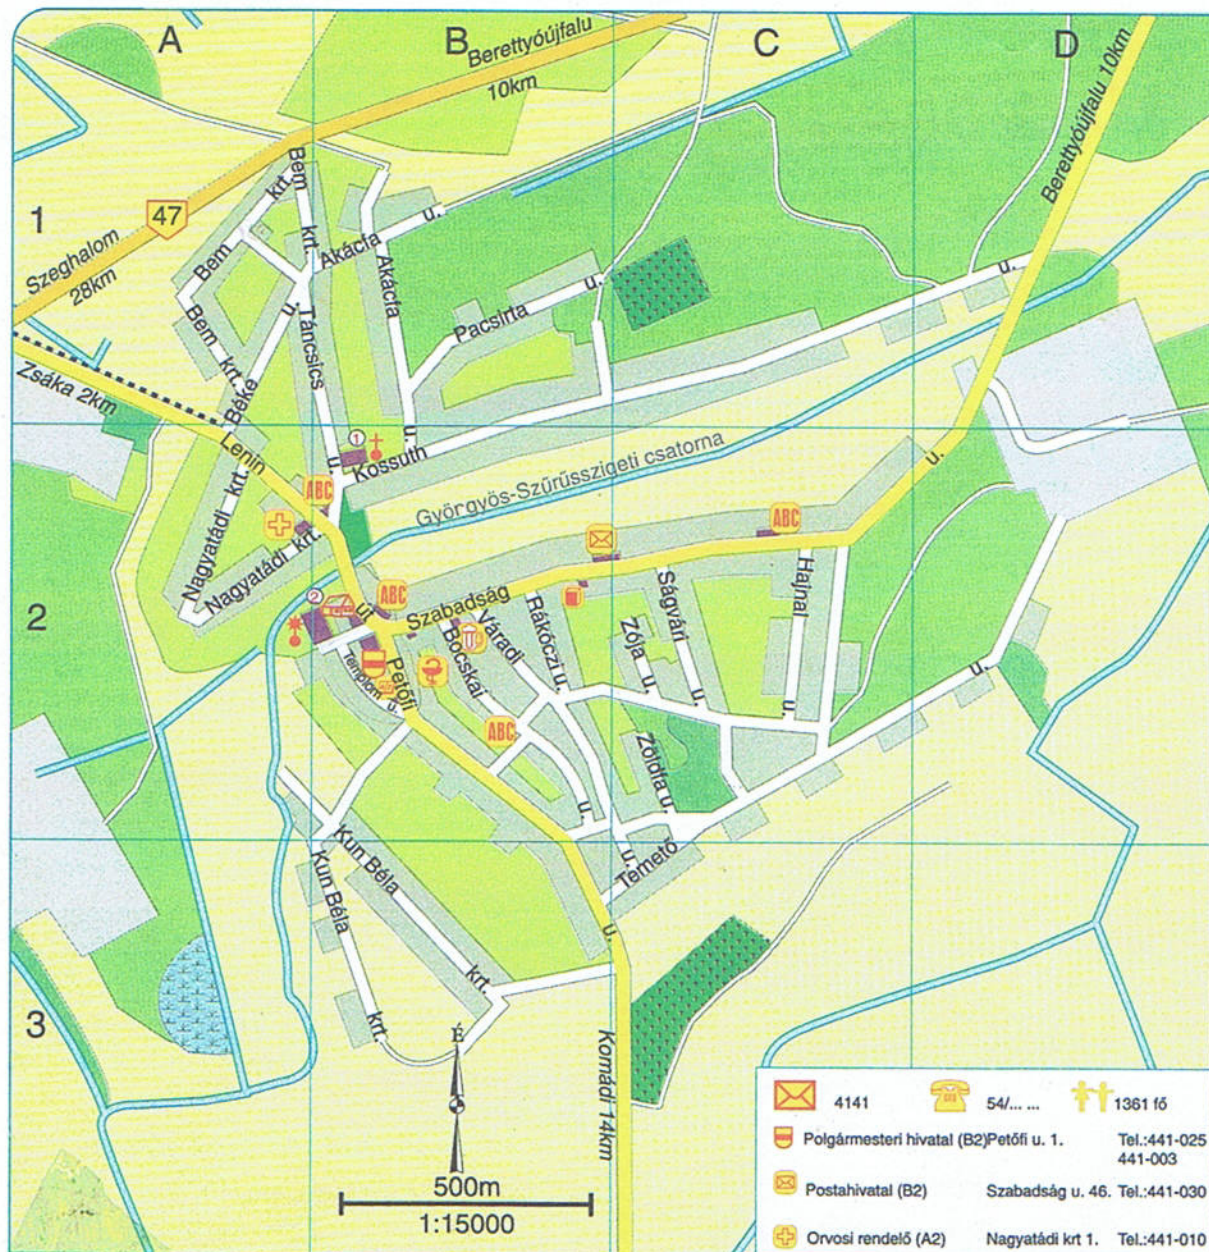 A
B
C
D
Berettyóújfalu
10km
Berettyóújfalu 10km
1
47
Szeghalom
28km
Bem krt.
Bem krt.
Bem krt.
Akácfa u.
Akácfa u.
Pacsirta u.
Táncsics u.
Béke u.
Zsáka 2km
Lenin út
1
Kossuth u.
ABC
Györgyös-Szűrűsszigeti csatorna
Nagyatádi krt.
Nagyatádi krt.
2
2
ABC
ABC
Szabadság u.
Hajnal u.
Ságvári u.
Zója u.
Rákóczi u.
Váradi u.
Bocskai u.
Templom u.
Petőfi u.
ABC
Zöldfa u.
Temető u.
Kun Béla krt.
Kun Béla krt.
3
É
Komádi 14km
500m
1:15000
4141 54/... ... 1361 fő
Polgármesteri hivatal (B2)Petőfi u. 1. Tel.:441-025
441-003
Postahivatal (B2) Szabadság u. 46. Tel.:441-030
Orvosi rendelő (A2) Nagyatádi krt 1. Tel.:441-010